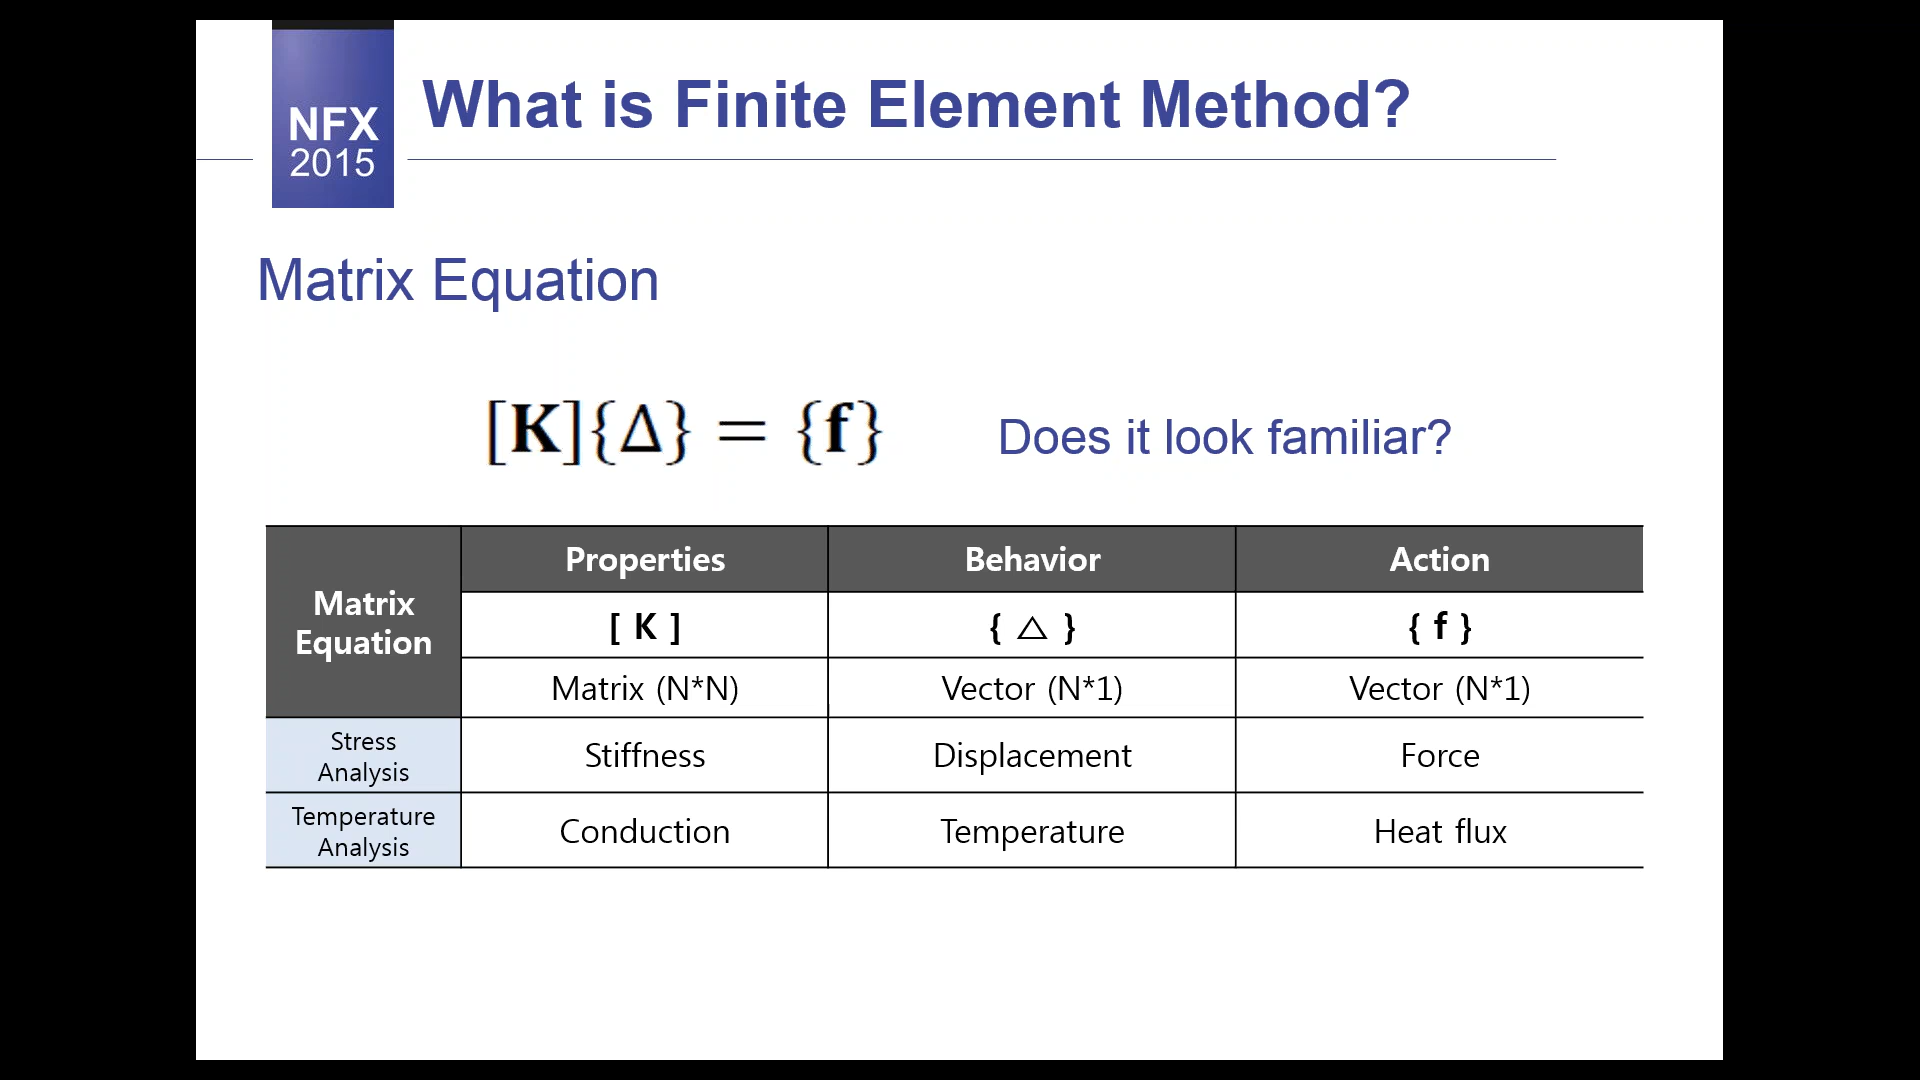 NFX
2015
What is Finite Element Method?
Matrix Equation
[K]{Δ} = {f}
Does it look familiar?
Matrix
Equation
Properties
Behavior
Action
[ K ]
{ △ }
{ f }
Matrix (N*N)
Vector (N*1)
Vector (N*1)
Stress
Analysis
Stiffness
Displacement
Force
Temperature
Analysis
Conduction
Temperature
Heat flux